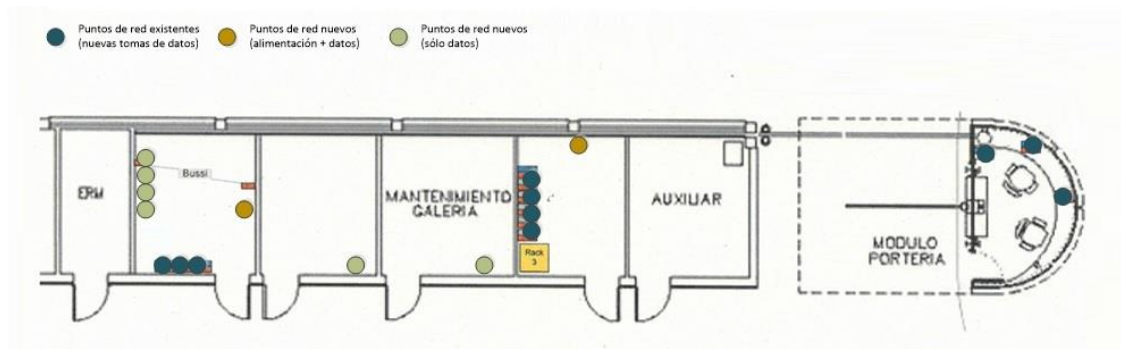 Puntos de red existentes
(nuevas tomas de datos)
Puntos de red nuevos
(alimentación + datos)
Puntos de red nuevos
(sólo datos)
ERM
Bussi
MANTENIMIENTO
GALERIA
Rack
3
AUXILIAR
MODULO
PORTERIA